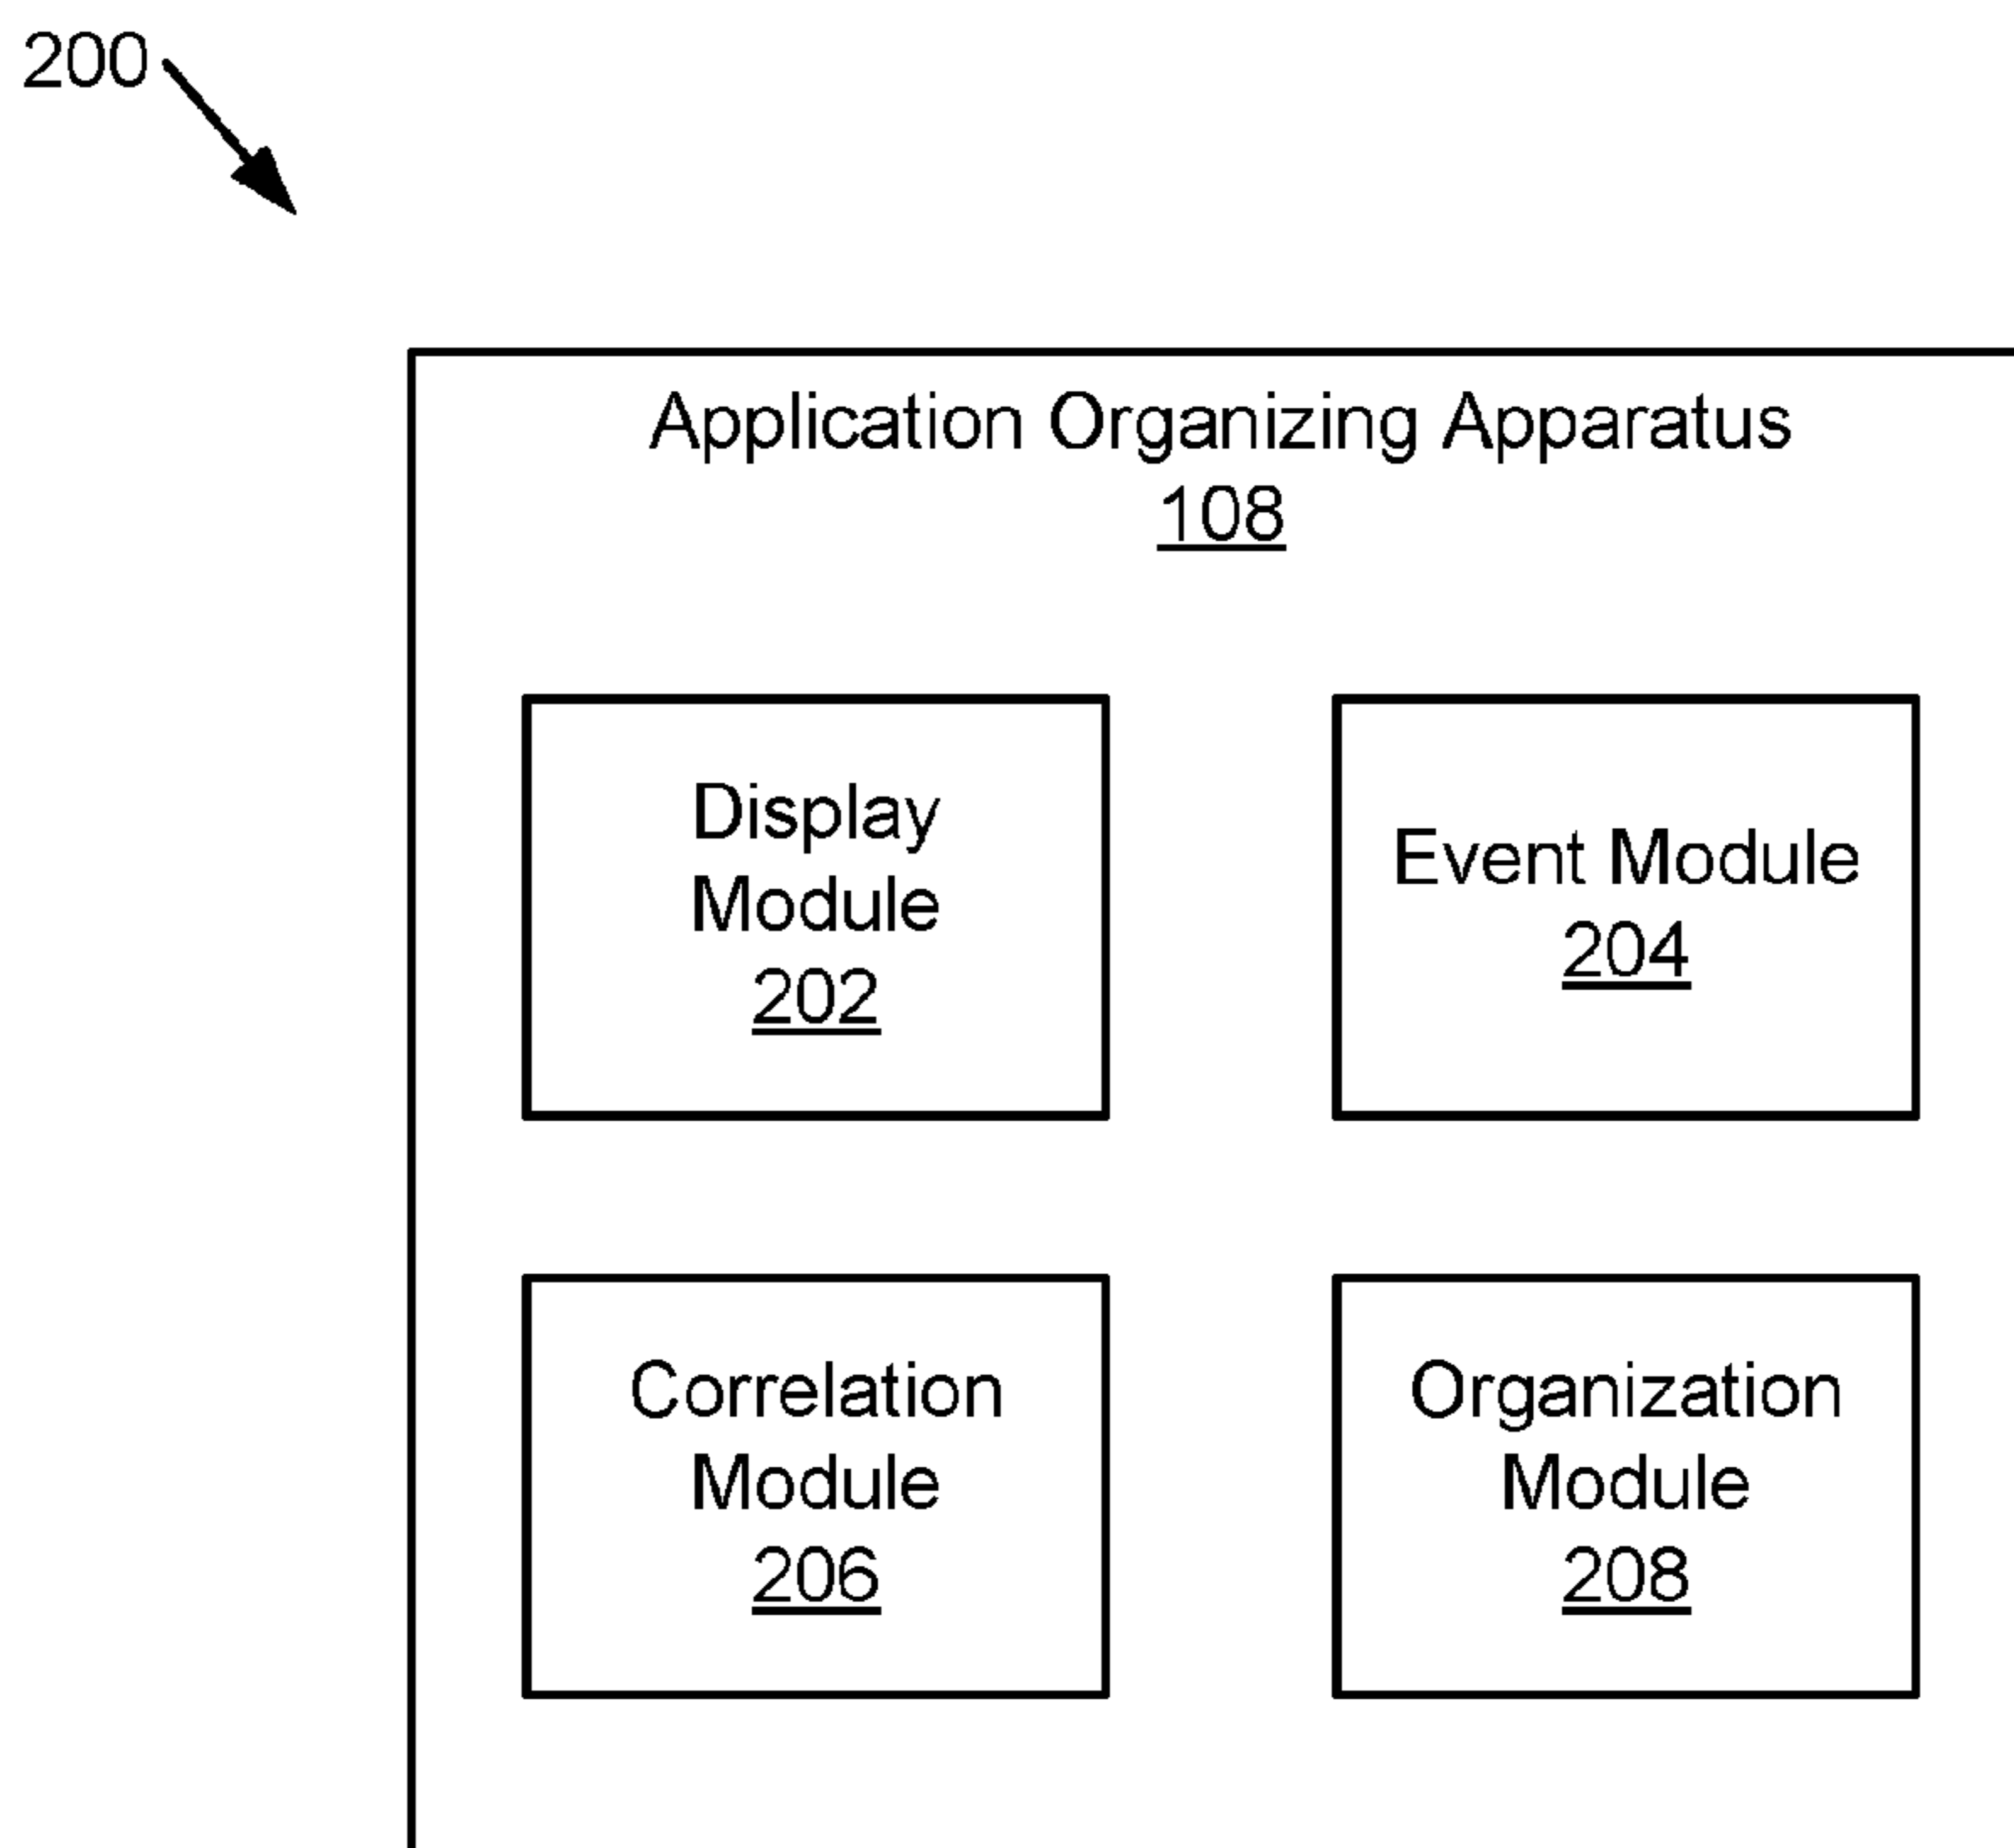 200
Application Organizing Apparatus
108
Display
Module
202
Event Module
204
Correlation
Module
206
Organization
Module
208